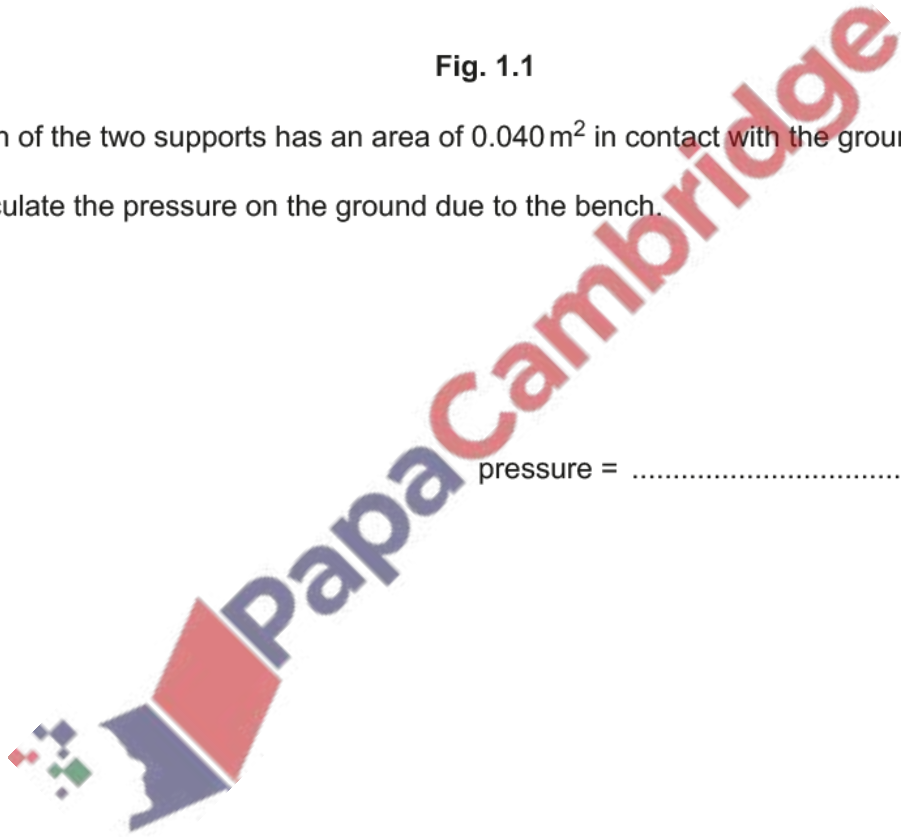 Fig. 1.1
n of the two supports has an area of 0.040 m² in contact with the grour
ulate the pressure on the ground due to the bench.
pressure = ................................
PapaCambridge